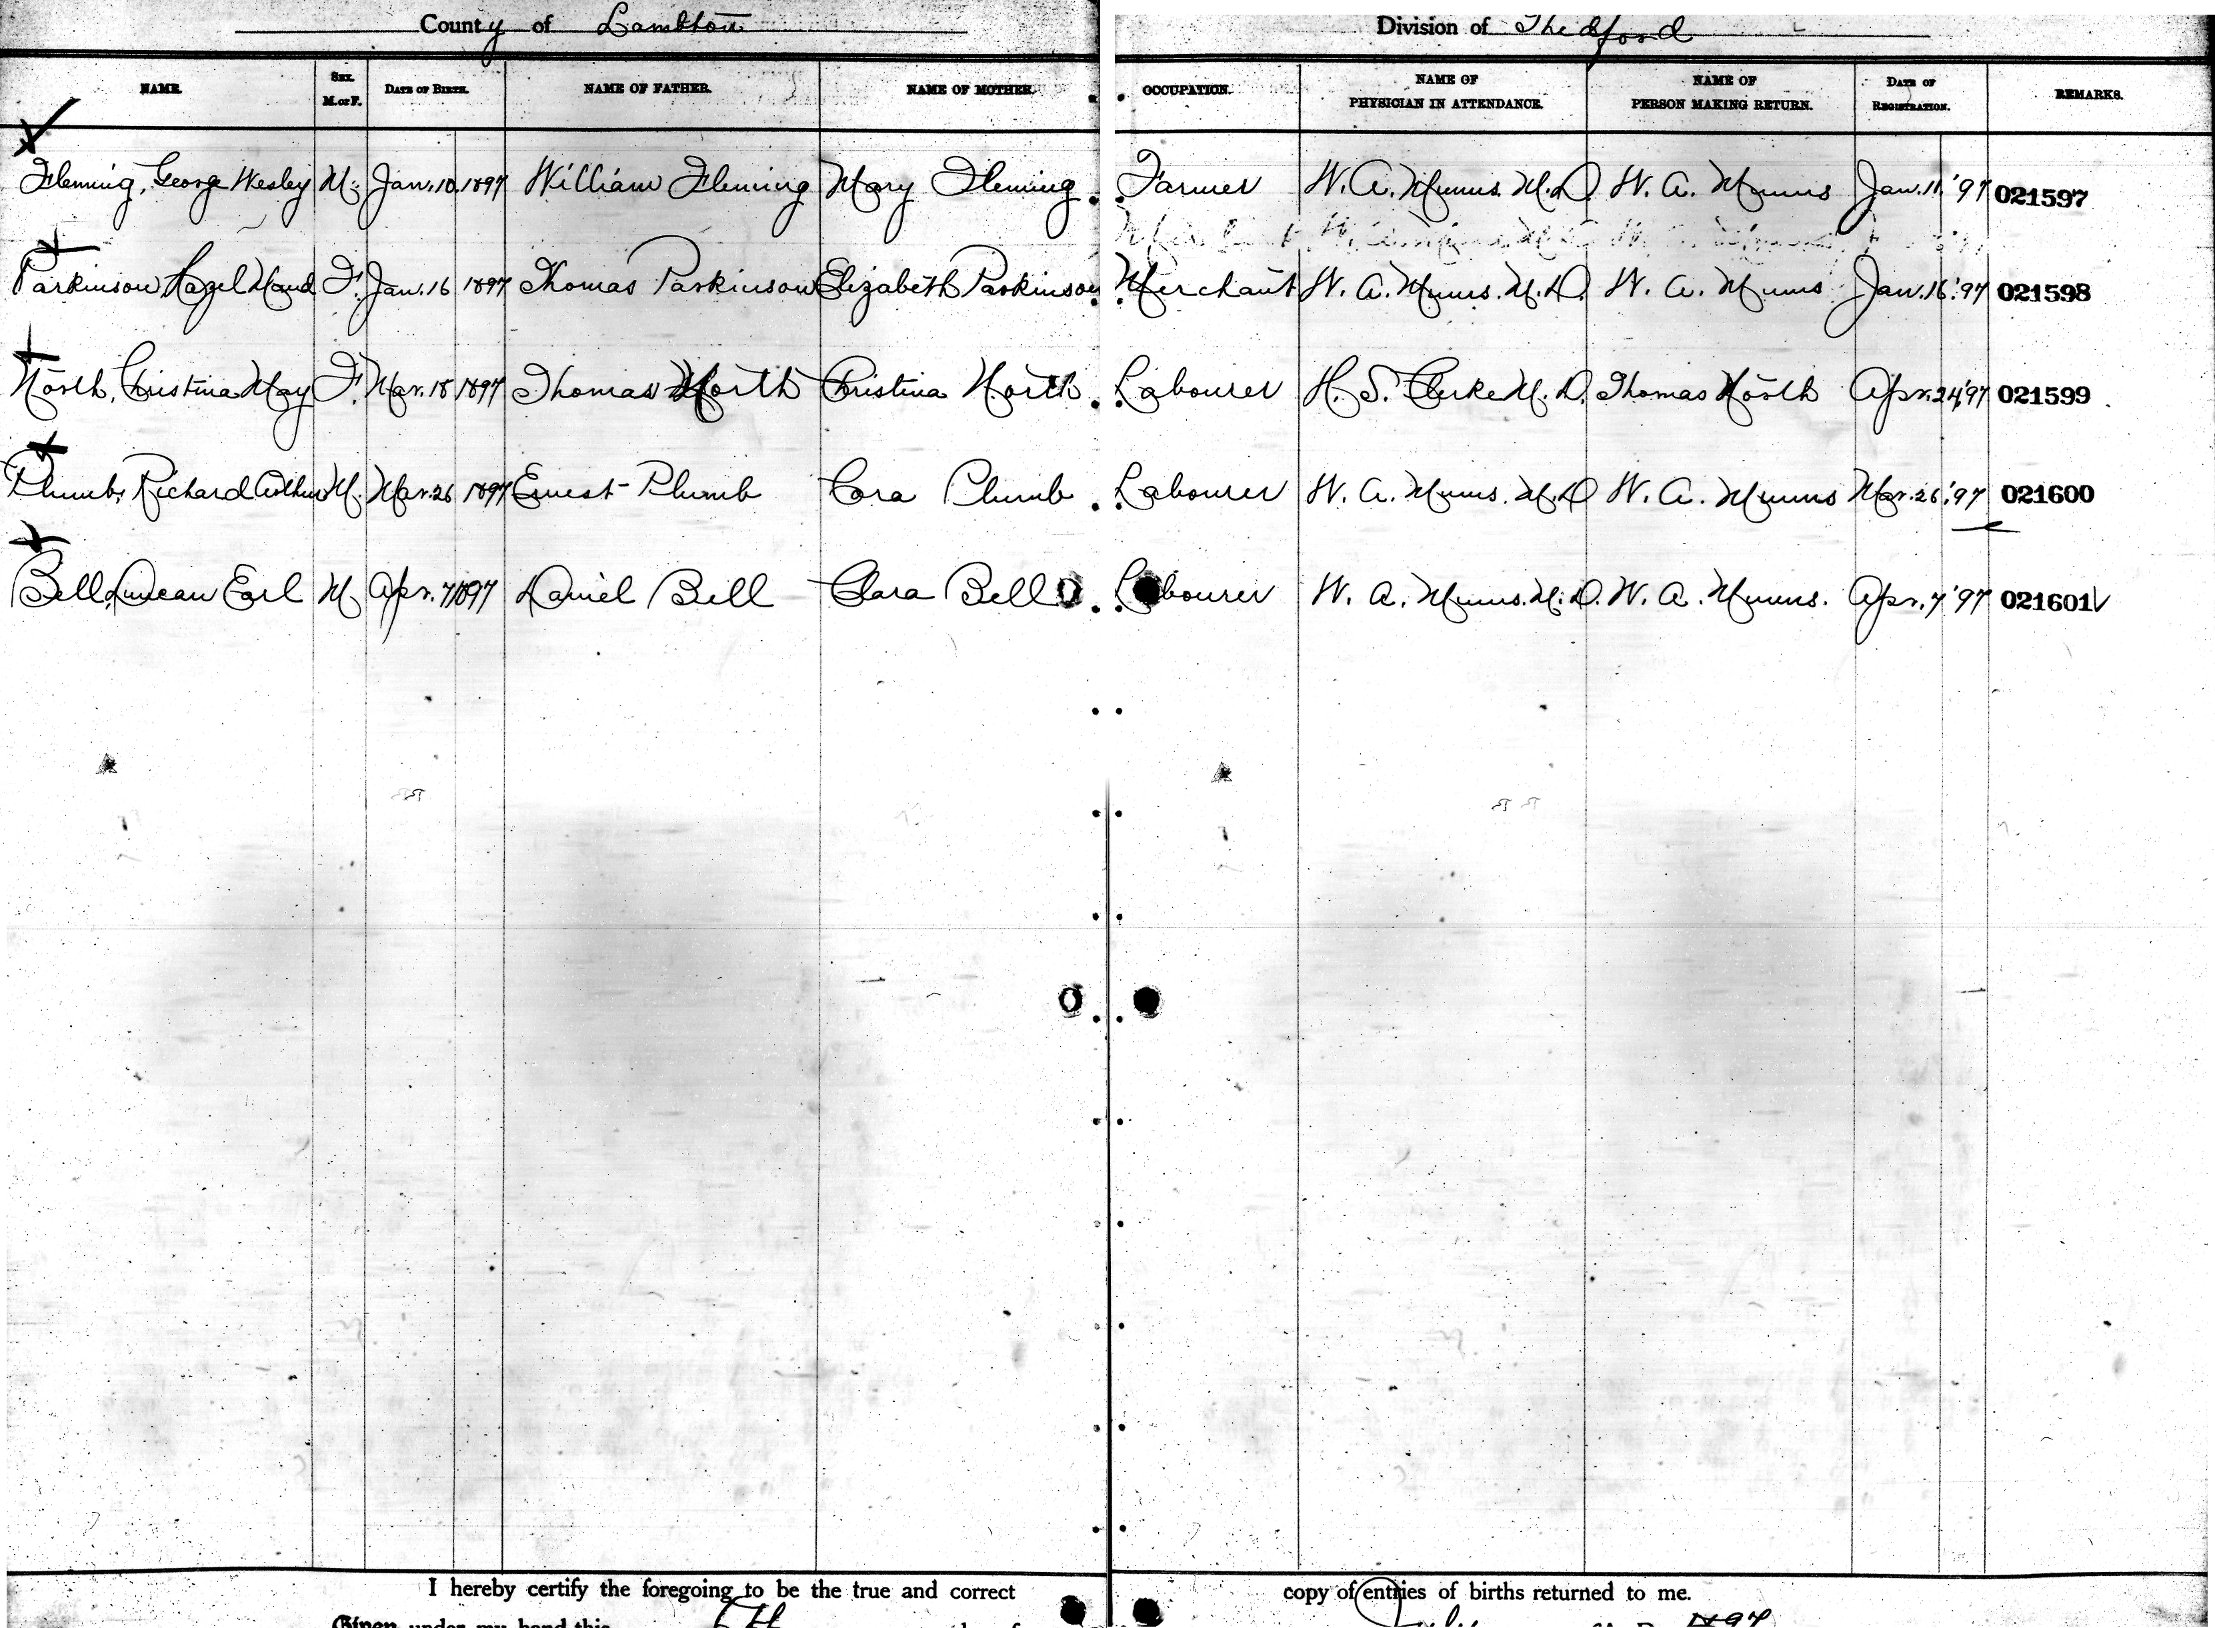 County of Lambton Division of Thedford
NAME. SEX. M. or F. DATE OF BIRTH. NAME OF FATHER. NAME OF MOTHER. OCCUPATION. NAME OF PHYSICIAN IN ATTENDANCE. NAME OF PERSON MAKING RETURN. DATE OF REGISTRATION. REMARKS.
Fleming, George Wesley M. Jan. 10 1897 William Fleming Mary Fleming Farmer W. A. Munns. M.D. W. A. Munns Jan. 11. '97 021597
Parkinson, Hazel Maud F. Jan. 16 1897 Thomas Parkinson Elizabeth Parkinson Merchant W. A. Munns. M.D. W. A. Munns Jan. 16. '97 021598
North, Christina May F. Mar. 18 1897 Thomas North Christina North Labourer H. S. Clerke M. D. Thomas North Apr. 24 '97 021599
Plumb, Richard Arthur M. Mar. 26 1897 Ernest Plumb Cora Plumb Labourer W. A. Munns. M.D W. A. Munns Mar. 26 '97 021600
Bell, Duncan Earl M Apr. 7 1897 Daniel Bell Clara Bell Labourer W. A. Munns. M. D. W. A. Munns. Apr. 7 '97 021601
I hereby certify the foregoing to be the true and correct copy of entries of births returned to me.
Given under my hand this 5th 1897